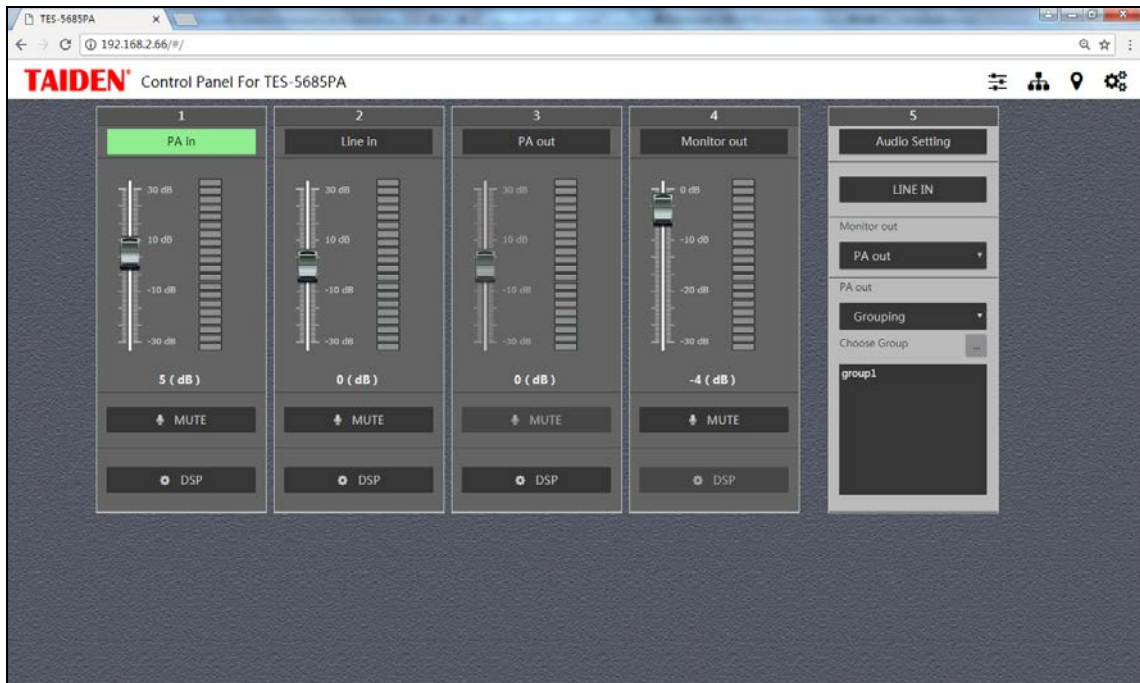 TES-5685PA
192.168.2.66/#/
TAIDEN® Control Panel For TES-5685PA
1
PA in
30 dB
10 dB
-10 dB
-30 dB
5 ( dB )
MUTE
DSP
2
Line in
30 dB
10 dB
-10 dB
-30 dB
0 ( dB )
MUTE
DSP
3
PA out
30 dB
10 dB
-10 dB
-30 dB
0 ( dB )
MUTE
DSP
4
Monitor out
0 dB
-10 dB
-20 dB
-30 dB
-4 ( dB )
MUTE
DSP
5
Audio Setting
LINE IN
Monitor out
PA out
PA out
Grouping
Choose Group
...
group1